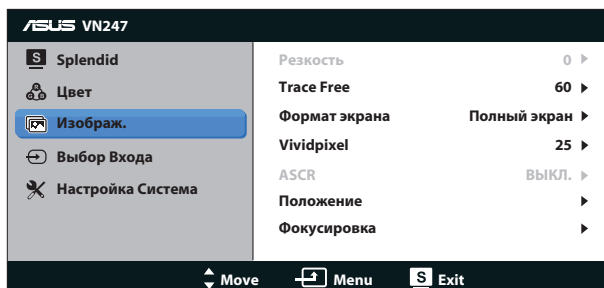 ASUS VN247
S Splendid
Цвет
Изображ.
Выбор Входа
Настройка Система
Резкость 0
Trace Free 60
Формат экрана Полный экран
Vividpixel 25
ASCR ВЫКЛ.
Положение
Фокусировка
Move Menu S Exit